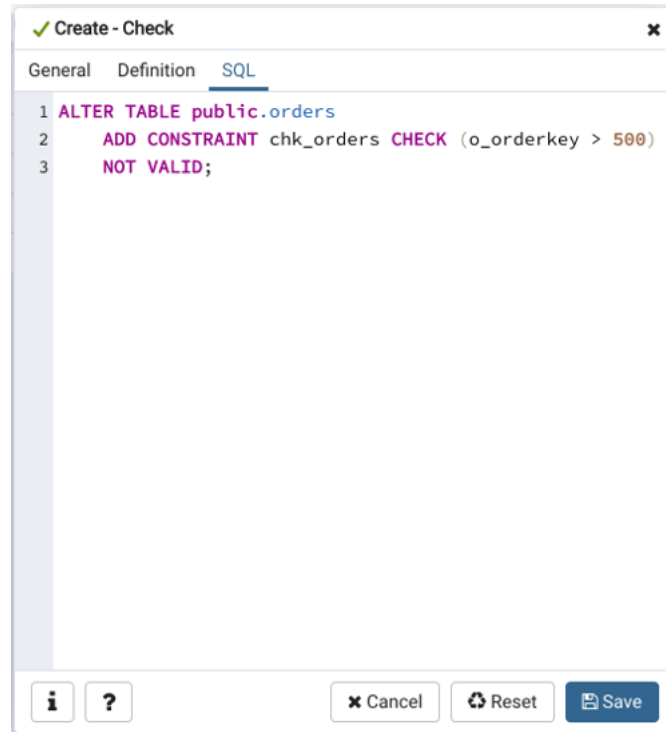 Create - Check
General Definition SQL
1 ALTER TABLE public.orders
2 ADD CONSTRAINT chk_orders CHECK (o_orderkey > 500)
3 NOT VALID;
i ? Cancel Reset Save